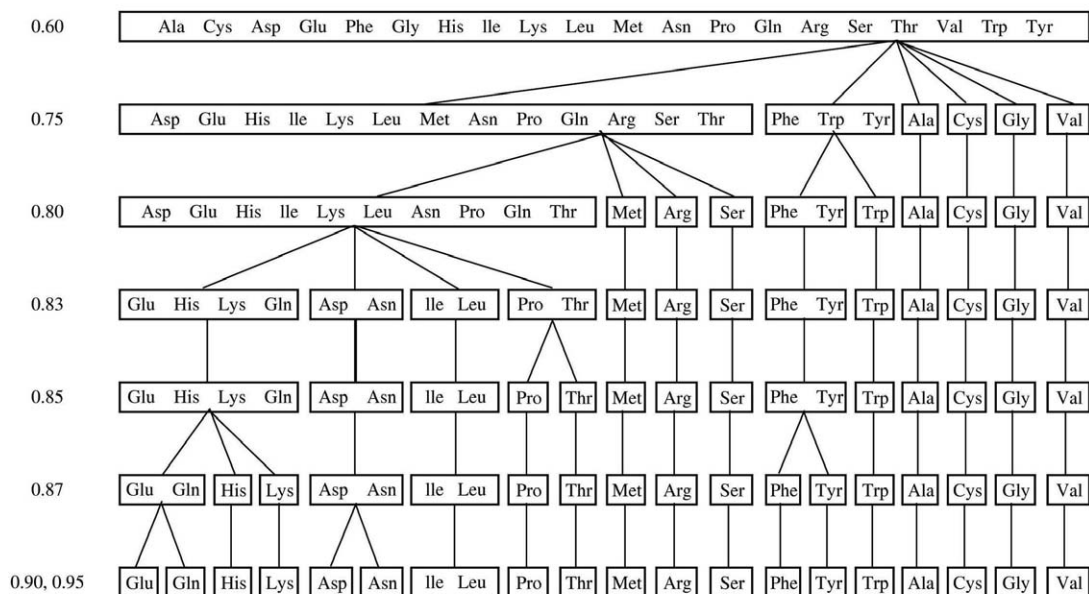 0.60 Ala Cys Asp Glu Phe Gly His Ile Lys Leu Met Asn Pro Gln Arg Ser Thr Val Trp Tyr
0.75 Asp Glu His Ile Lys Leu Met Asn Pro Gln Arg Ser Thr Phe Trp Tyr Ala Cys Gly Val
0.80 Asp Glu His Ile Lys Leu Asn Pro Gln Thr Met Arg Ser Phe Tyr Trp Ala Cys Gly Val
0.83 Glu His Lys Gln Asp Asn Ile Leu Pro Thr Met Arg Ser Phe Tyr Trp Ala Cys Gly Val
0.85 Glu His Lys Gln Asp Asn Ile Leu Pro Thr Met Arg Ser Phe Tyr Trp Ala Cys Gly Val
0.87 Glu Gln His Lys Asp Asn Ile Leu Pro Thr Met Arg Ser Phe Tyr Trp Ala Cys Gly Val
0.90, 0.95 Glu Gln His Lys Asp Asn Ile Leu Pro Thr Met Arg Ser Phe Tyr Trp Ala Cys Gly Val